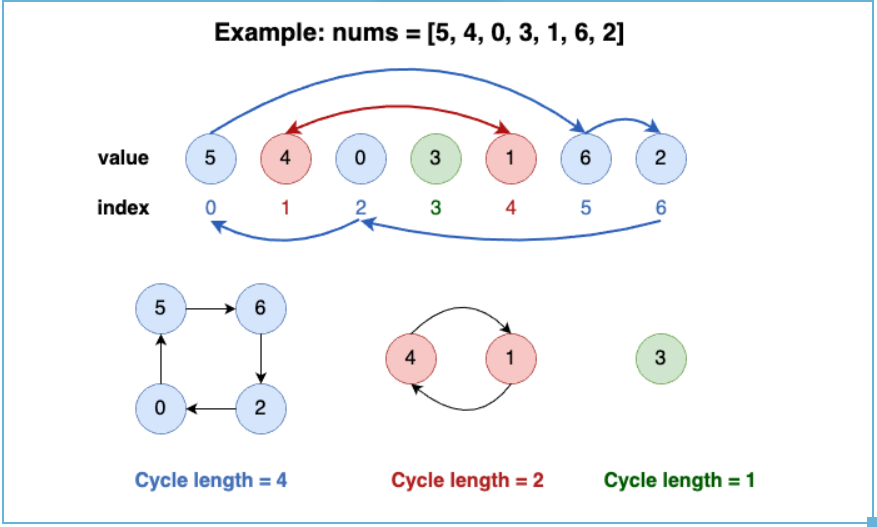 Example: nums = [5, 4, 0, 3, 1, 6, 2]
value 5 4 0 3 1 6 2
index 0 1 2 3 4 5 6
5 6
4 1 3
0 2
Cycle length = 4 Cycle length = 2 Cycle length = 1